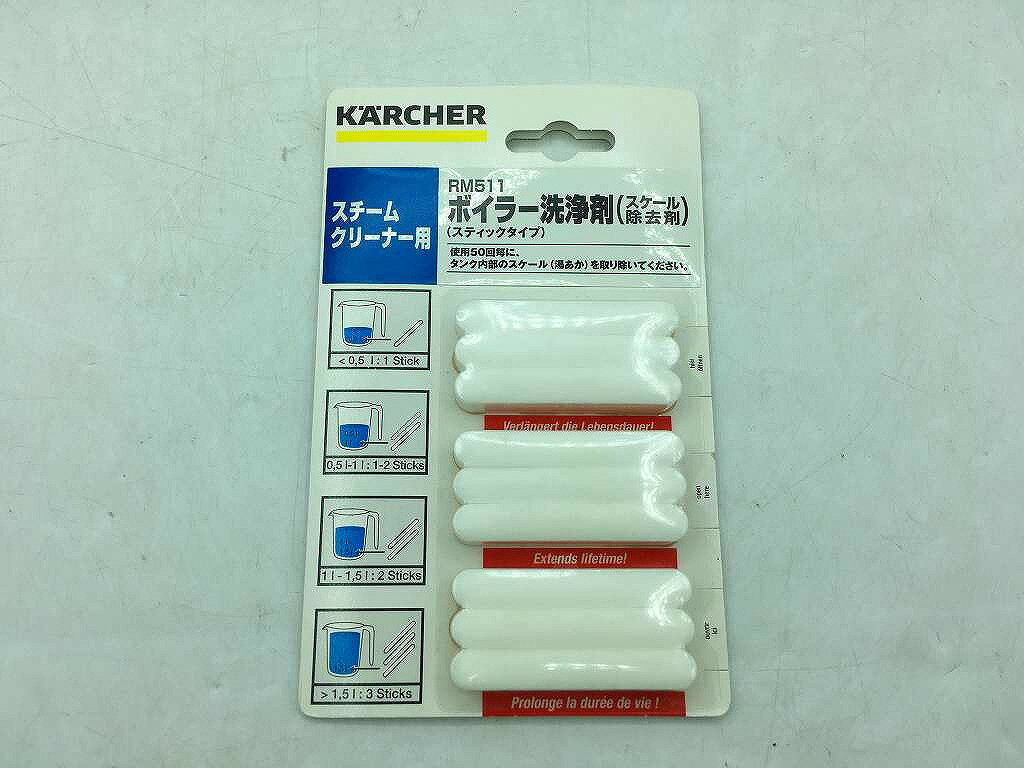 KÄRCHER
スチーム
クリーナー用
RM511
ボイラー洗浄剤(スケール除去剤)
(スティックタイプ)
使用50回毎に、
タンク内部のスケール(湯あか)を取り除いてください。
< 0,5 l : 1 Stick
0,5 l-1 l : 1-2 Sticks
1 l - 1,5 l : 2 Sticks
> 1,5 l : 3 Sticks
Verlängert die Lebensdauer!
Extends lifetime!
Prolonge la durée de vie !
open
here
ouvrir
ici